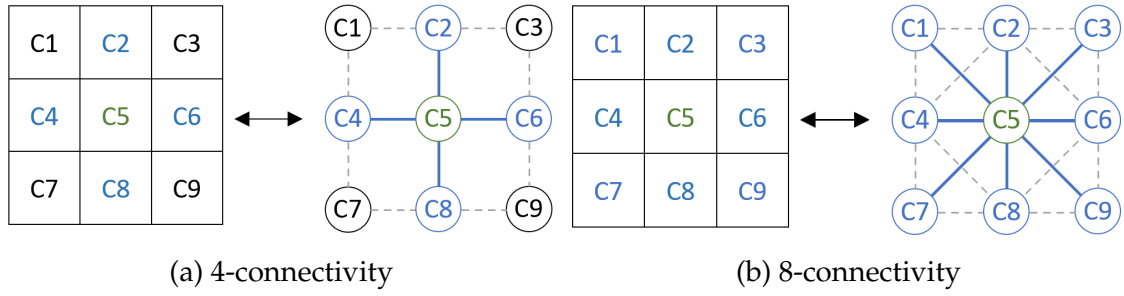 C1 C2 C3 C1 C2 C3 C1 C2 C3 C1 C2 C3
C4 C5 C6 C4 C5 C6 C4 C5 C6 C4 C5 C6
C7 C8 C9 C7 C8 C9 C7 C8 C9 C7 C8 C9
(a) 4-connectivity (b) 8-connectivity